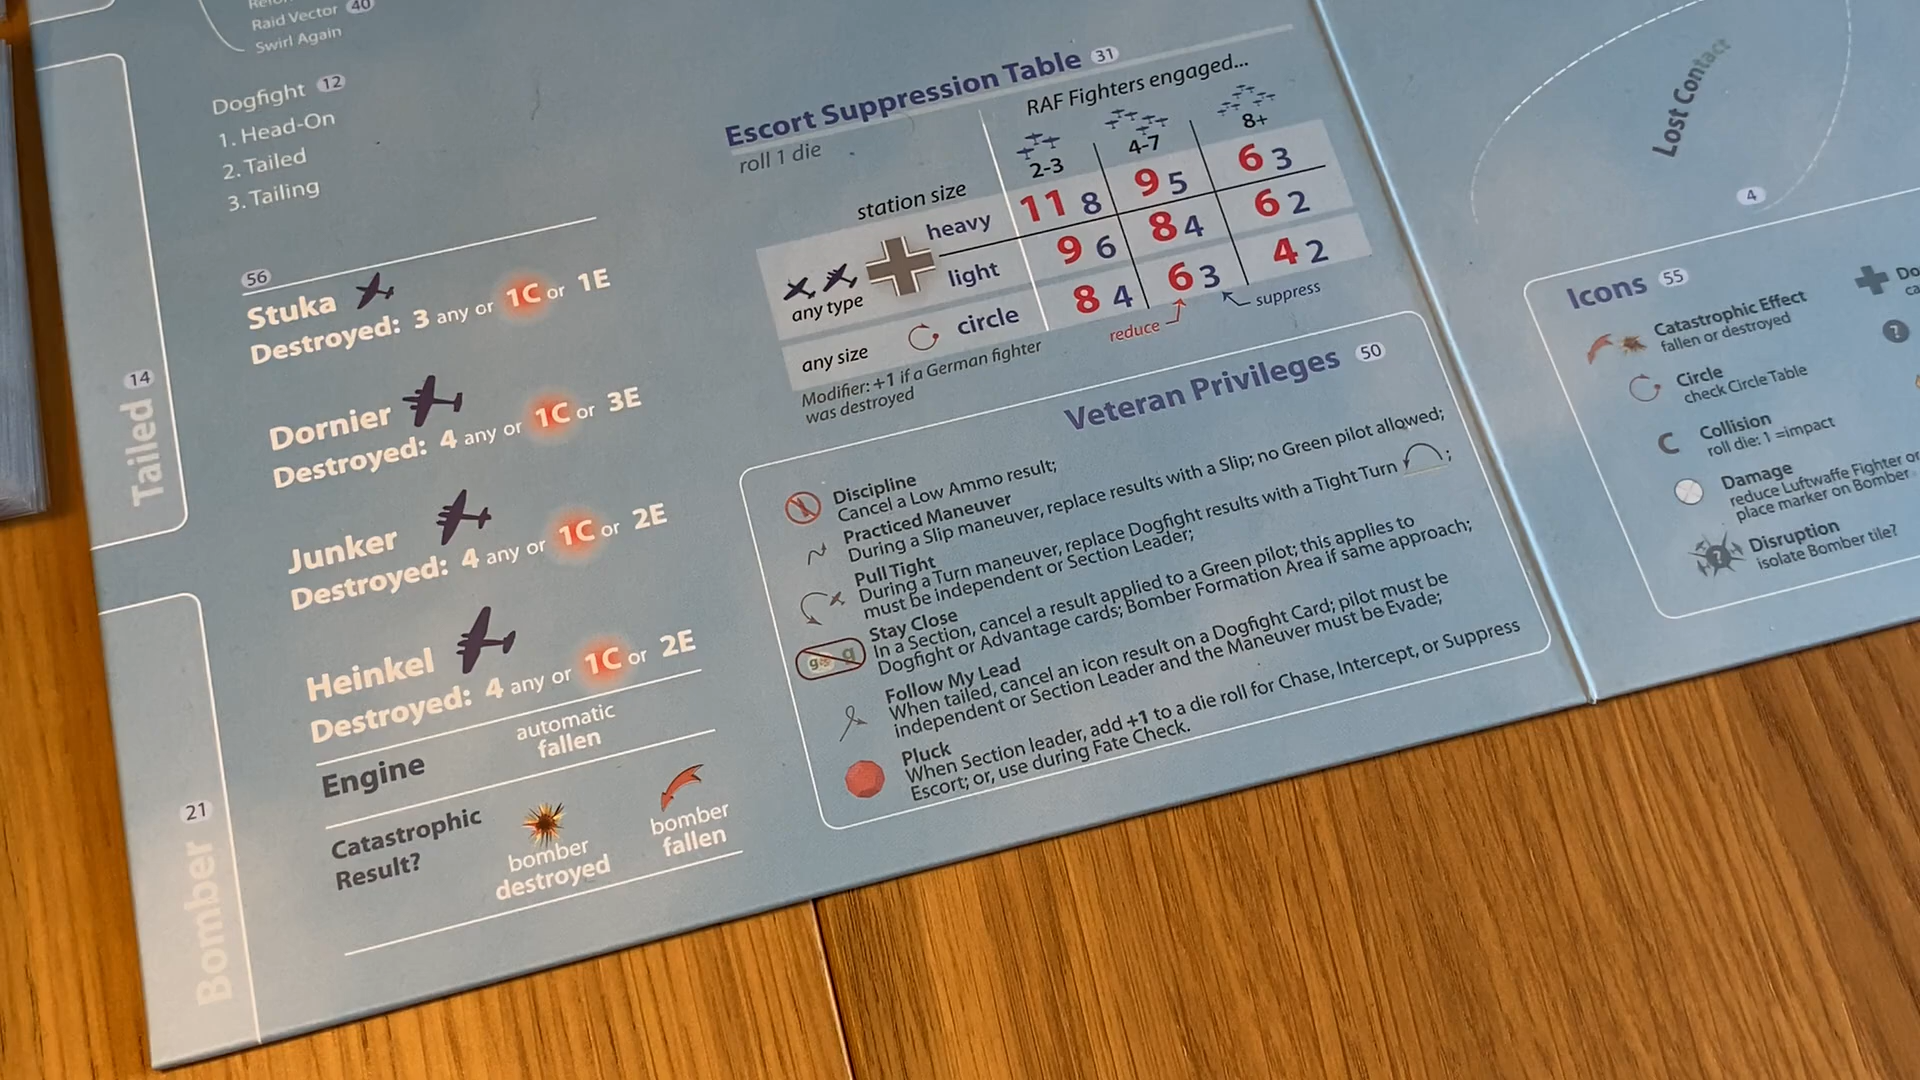 Raid Vector 40
Swirl Again
Dogfight 12
1. Head-On
2. Tailed
3. Tailing
Tailed 14
56
Stuka
Destroyed: 3 any or 1C or 1E
Dornier
Destroyed: 4 any or 1C or 3E
Junker
Destroyed: 4 any or 1C or 2E
Heinkel
Destroyed: 4 any or 1C or 2E
Engine
automatic
fallen
Catastrophic
Result?
bomber
destroyed
bomber
fallen
Bomber 21
Escort Suppression Table 31
roll 1 die
RAF Fighters engaged...
2-3 4-7 8+
station size
heavy 11 8 9 5 6 3
light 9 6 8 4 6 2
any type
any size circle 8 4 6 3 4 2
reduce
suppress
Modifier: +1 if a German fighter
was destroyed
Veteran Privileges 50
Discipline
Cancel a Low Ammo result;
Practiced Maneuver
During a Slip maneuver, replace results with a Slip; no Green pilot allowed;
Pull Tight
During a Turn maneuver, replace Dogfight results with a Tight Turn ;
must be independent or Section Leader;
Stay Close
In a Section, cancel a result applied to a Green pilot; this applies to
Dogfight or Advantage cards; Bomber Formation Area if same approach;
Follow My Lead
When tailed, cancel an icon result on a Dogfight Card; pilot must be
independent or Section Leader and the Maneuver must be Evade;
Pluck
When Section leader, add +1 to a die roll for Chase, Intercept, or Suppress
Escort; or, use during Fate Check.
Lost Contact
4
Icons 55
Catastrophic Effect
fallen or destroyed
Circle
check Circle Table
C Collision
roll die: 1 =impact
Damage
reduce Luftwaffe Fighter or
place marker on Bomber
Disruption
isolate Bomber tile?